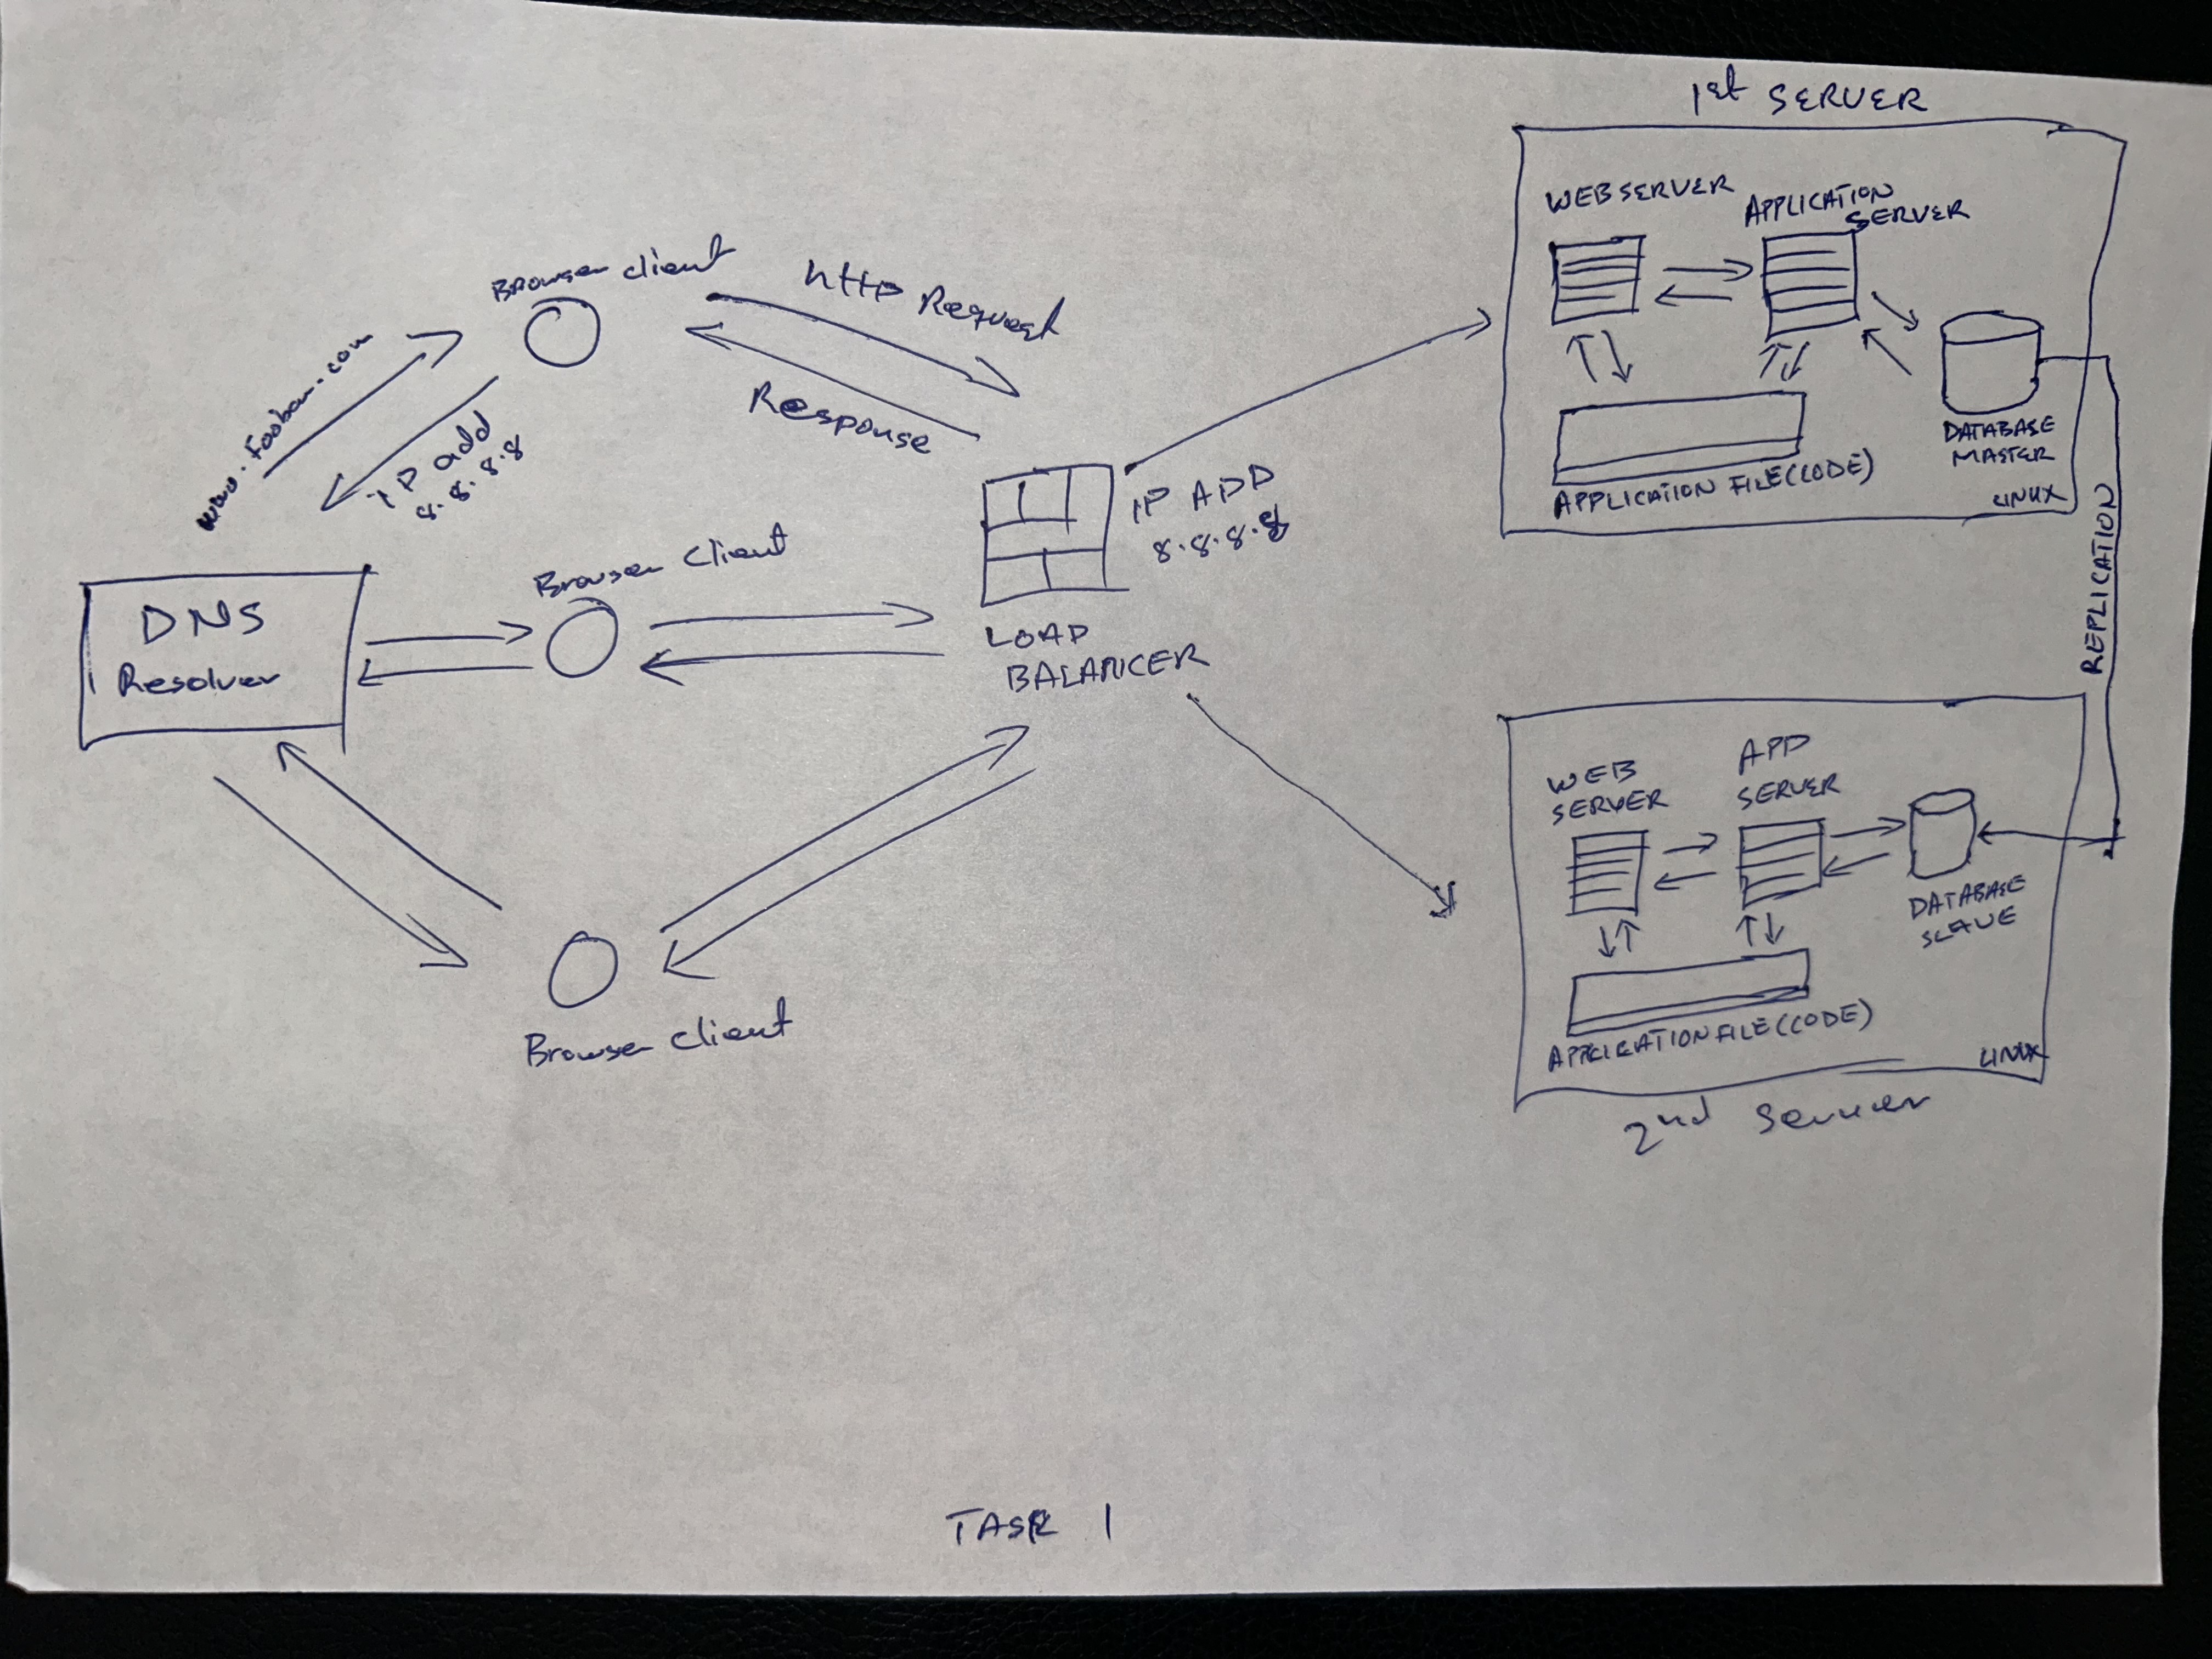 1st SERVER
WEBSERVER
APPLICATION
SERVER
DATABASE
MASTER
APPLICATION FILE(CODE)
LINUX
REPLICATION
Browser client
HTTP Request
Response
www.foobar.com
IP add
8.8.8.8
IP ADD
8.8.8.8
Browser client
DNS
Resolver
LOAD
BALANCER
Browser client
WEB
SERVER
APP
SERVER
DATABASE
SLAVE
APPLICATION FILE(CODE)
LINUX
2nd Server
TASK 1